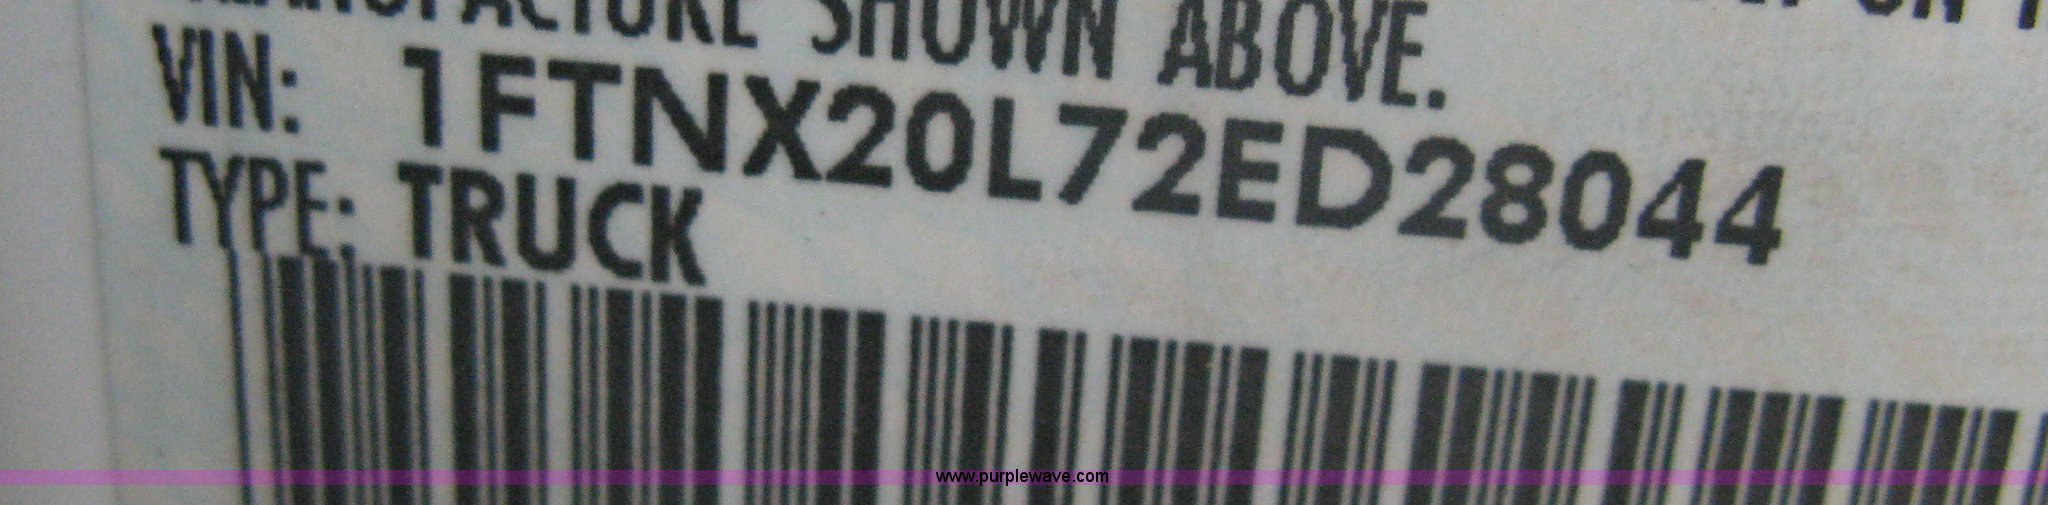 MANUFACTURE SHOWN ABOVE.
VIN: 1FTNX20L72ED28044
TYPE: TRUCK
www.purplewave.com